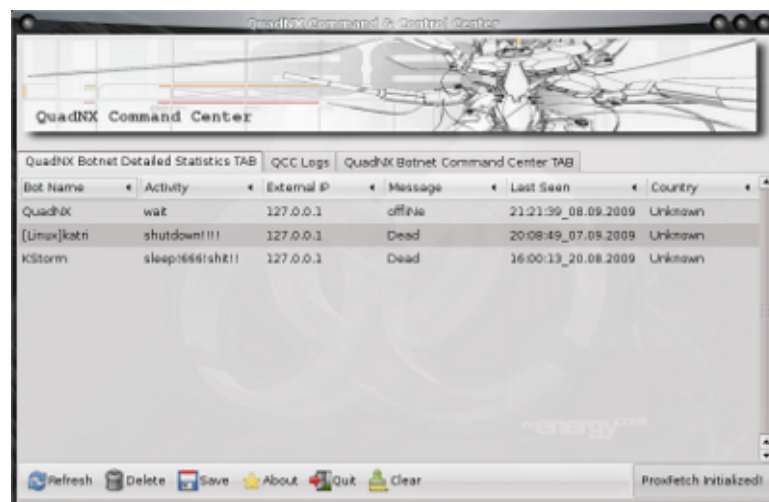 QuadNX Command & Control Center
QuadNX Command Center
QuadNX Botnet Detailed Statistics TAB QCC Logs QuadNX Botnet Command Center TAB
Bot Name Activity External IP Message Last Seen Country
QuadNX wait 127.0.0.1 offlNe 21:21:39_08.09.2009 Unknown
[Linux]katri shutdown!!!! 127.0.0.1 Dead 20:08:49_07.09.2009 Unknown
KStorm sleep!666!sh!t!! 127.0.0.1 Dead 16:00:13_20.08.2009 Unknown
energy.com
Refresh Delete Save About Quit Clear ProxFetch Initialized!